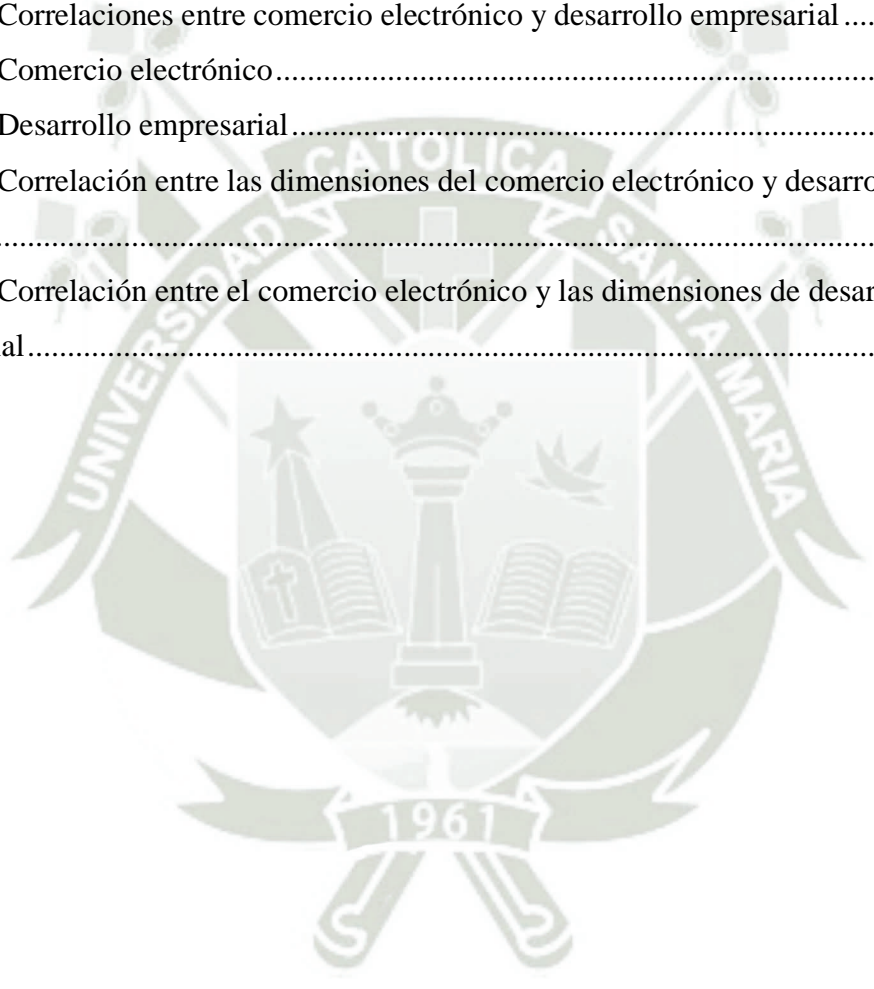 Correlaciones entre comercio electrónico y desarrollo empresarial ....
Comercio electrónico..............................................................................
Desarrollo empresarial............................................................................
Correlación entre las dimensiones del comercio electrónico y desarro
..............................................................................................................
Correlación entre el comercio electrónico y las dimensiones de desar
al..........................................................................................................
UNIVERSIDAD CATOLICA SANTA MARIA
1961